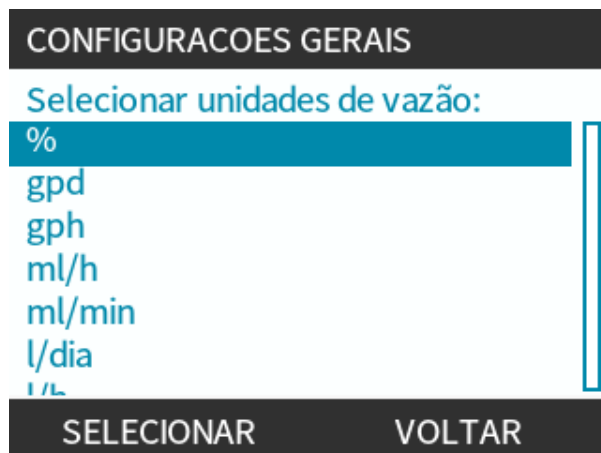 CONFIGURACOES GERAIS
Selecionar unidades de vazão:
%
gpd
gph
ml/h
ml/min
l/dia
l/h
SELECIONAR VOLTAR